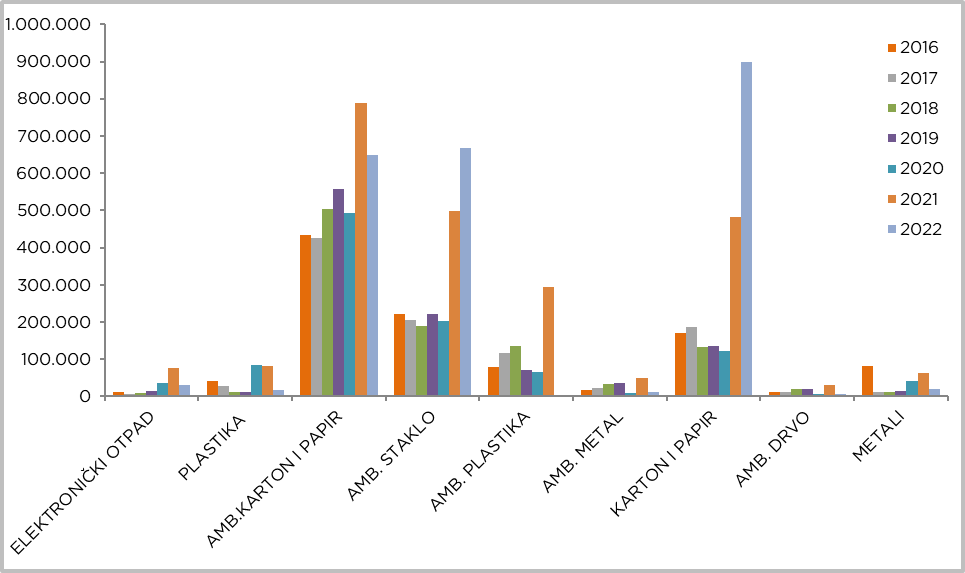 1.000.000
900.000
800.000
700.000
600.000
500.000
400.000
300.000
200.000
100.000
0
2016
2017
2018
2019
2020
2021
2022
ELEKTRONIČKI OTPAD
PLASTIKA
AMB.KARTON I PAPIR
AMB. STAKLO
AMB. PLASTIKA
AMB. METAL
KARTON I PAPIR
AMB. DRVO
METALI